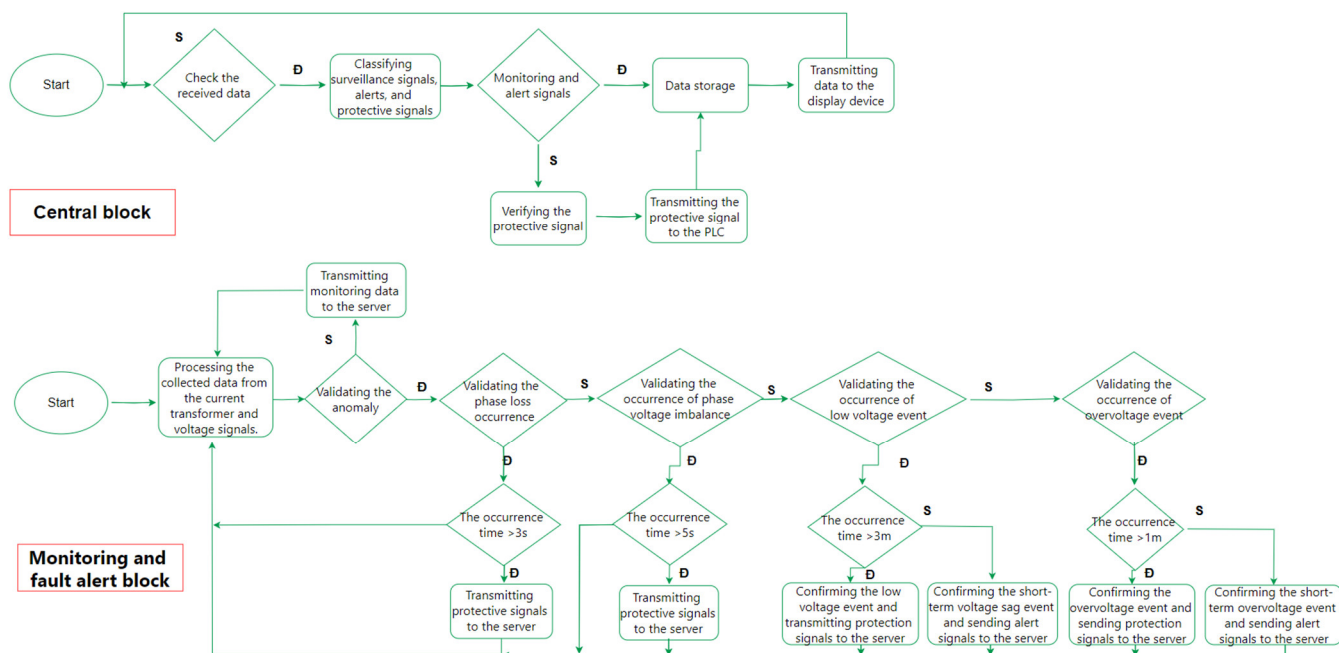 S
Start
Check the
received data
Đ
Classifying
surveillance signals,
alerts, and
protective signals
Monitoring and
alert signals
Đ
Data storage
Transmitting
data to the
display device
S
Verifying the
protective signal
Transmitting the
protective signal
to the PLC
Central block
Transmitting
monitoring data
to the server
S
Start
Processing the
collected data from
the current
transformer and
voltage signals.
Validating the
anomaly
Đ
Validating the
phase loss
occurrence
S
Validating the
occurrence of phase
voltage imbalance
S
Validating the
occurrence of
low voltage event
S
Validating the
occurrence of
overvoltage event
Đ
Đ
Đ
Đ
The occurrence
time >3s
The occurrence
time >5s
The occurrence
time >3m
S
The occurrence
time >1m
S
Monitoring and
fault alert block
Đ
Đ
Đ
Đ
Transmitting
protective signals
to the server
Transmitting
protective signals
to the server
Confirming the low
voltage event and
transmitting protection
signals to the server
Confirming the short-
term voltage sag event
and sending alert
signals to the server
Confirming the
overvoltage event and
sending protection
signals to the server
Confirming the short-
term overvoltage event
and sending alert
signals to the server